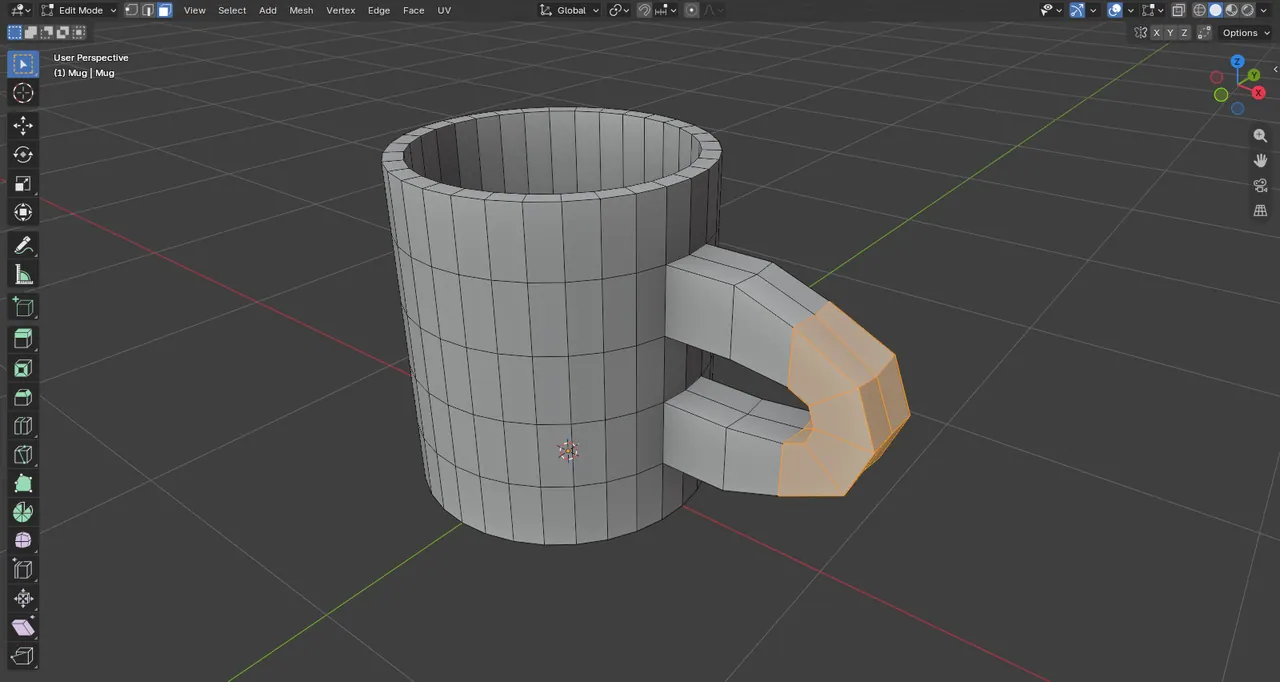 Edit Mode View Select Add Mesh Vertex Edge Face UV Global
X Y Z Options
User Perspective
(1) Mug | Mug
Z
Y
X